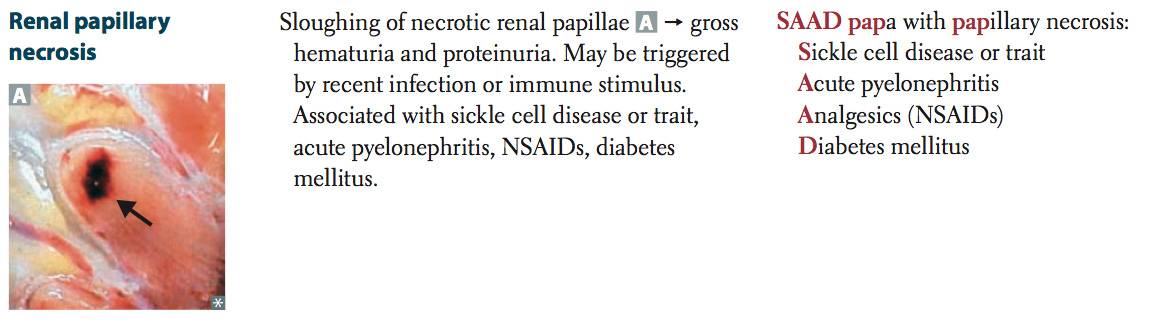 Renal papillary
necrosis
A
*
Sloughing of necrotic renal papillae A → gross
hematuria and proteinuria. May be triggered
by recent infection or immune stimulus.
Associated with sickle cell disease or trait,
acute pyelonephritis, NSAIDs, diabetes
mellitus.
SAAD papa with papillary necrosis:
Sickle cell disease or trait
Acute pyelonephritis
Analgesics (NSAIDs)
Diabetes mellitus